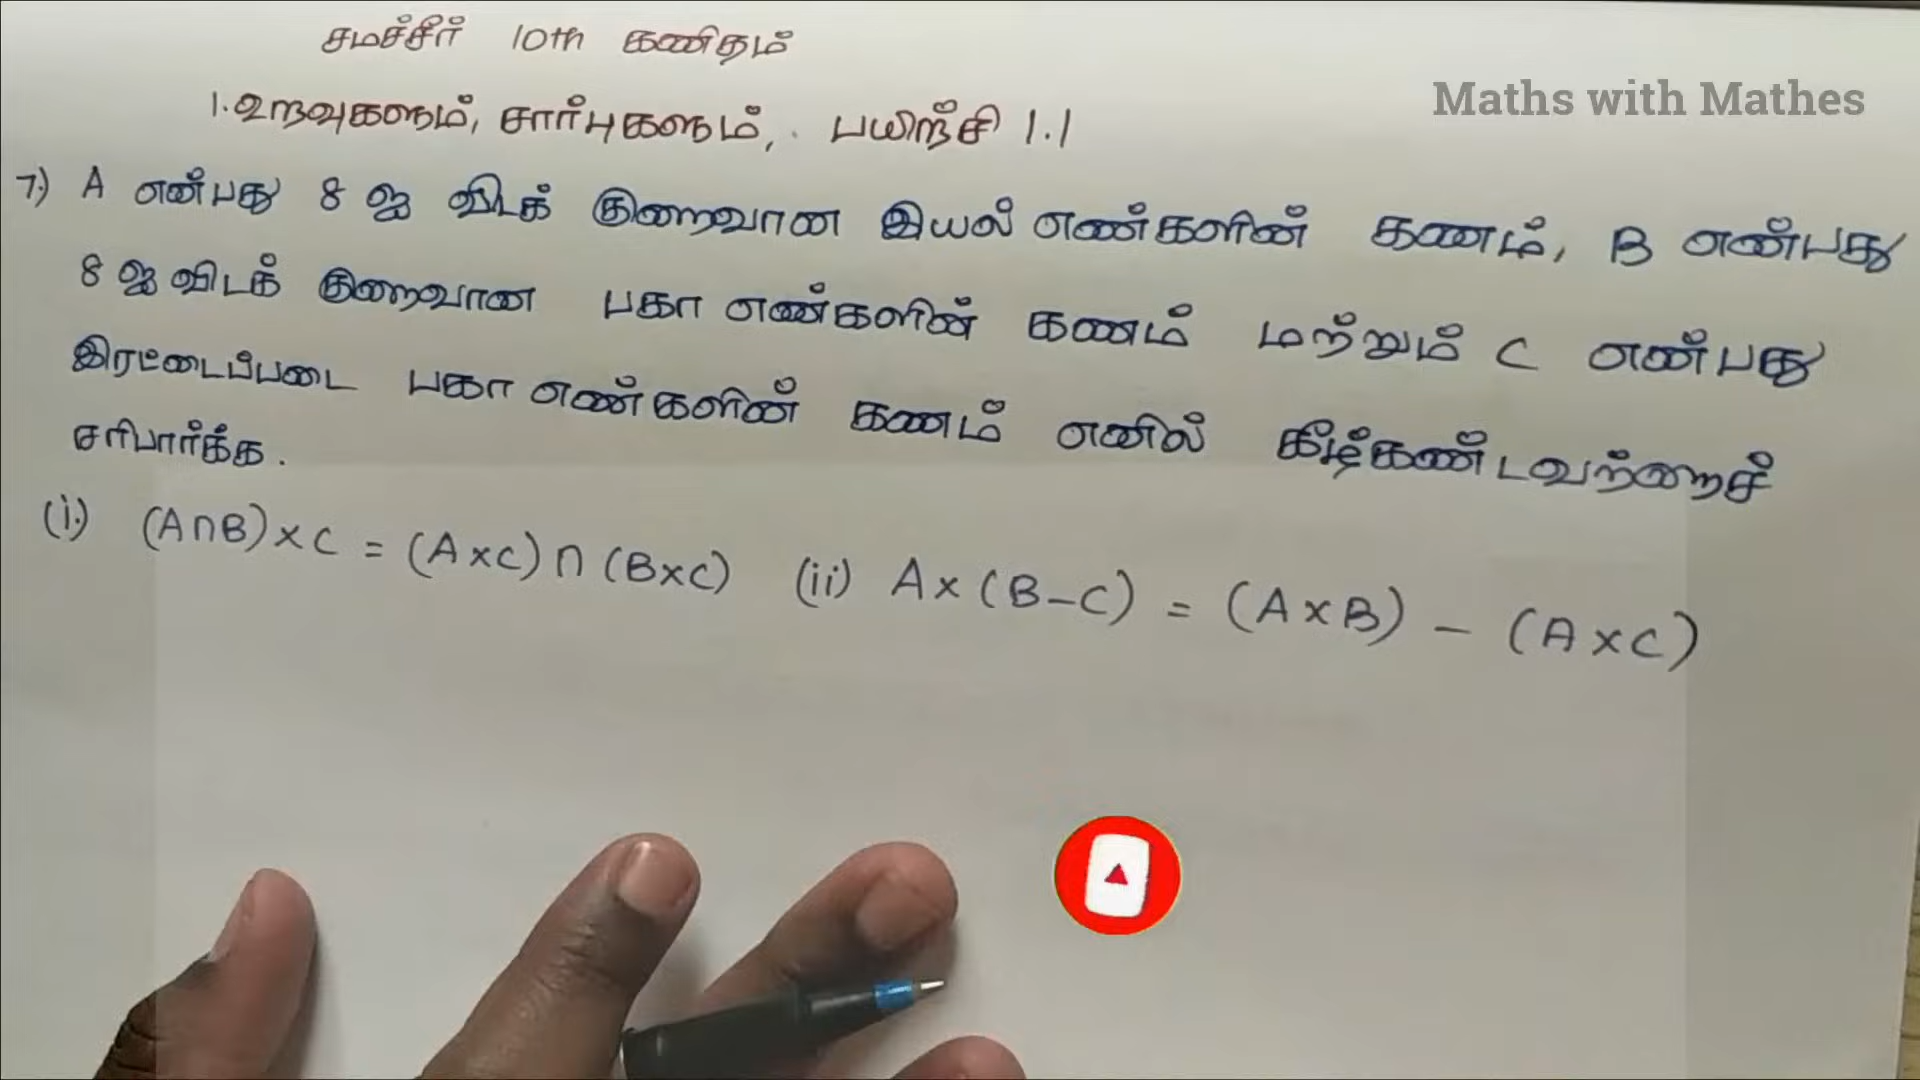 சமச்சீர் 10th கணிதம்
Maths with Mathes
1. உறவுகளும், சார்புகளும், பயிற்சி 1.1
7) A என்பது 8 ஐ விடக் குறைவான இயல் எண்களின் கணம், B என்பது
8 ஐ விடக் குறைவான பகா எண்களின் கணம் மற்றும் C என்பது
இரட்டைப்படை பகா எண்களின் கணம் எனில் கீழ்கண்டவற்றைச்
சரிபார்க்க.
(i) (A∩B)×C = (A×C)∩(B×C) (ii) A×(B-C) = (A×B) - (A×C)